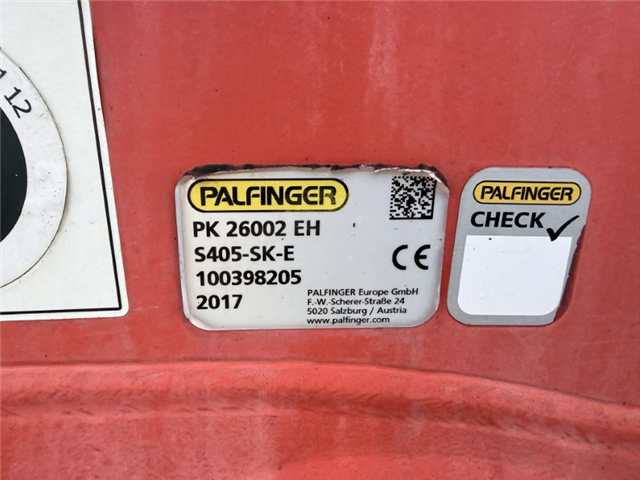 12
PALFINGER
PK 26002 EH
S405-SK-E
100398205
2017
CE
PALFINGER Europe GmbH
F.-W.-Scherer-Straße 24
5020 Salzburg / Austria
www.palfinger.com
PALFINGER
CHECK